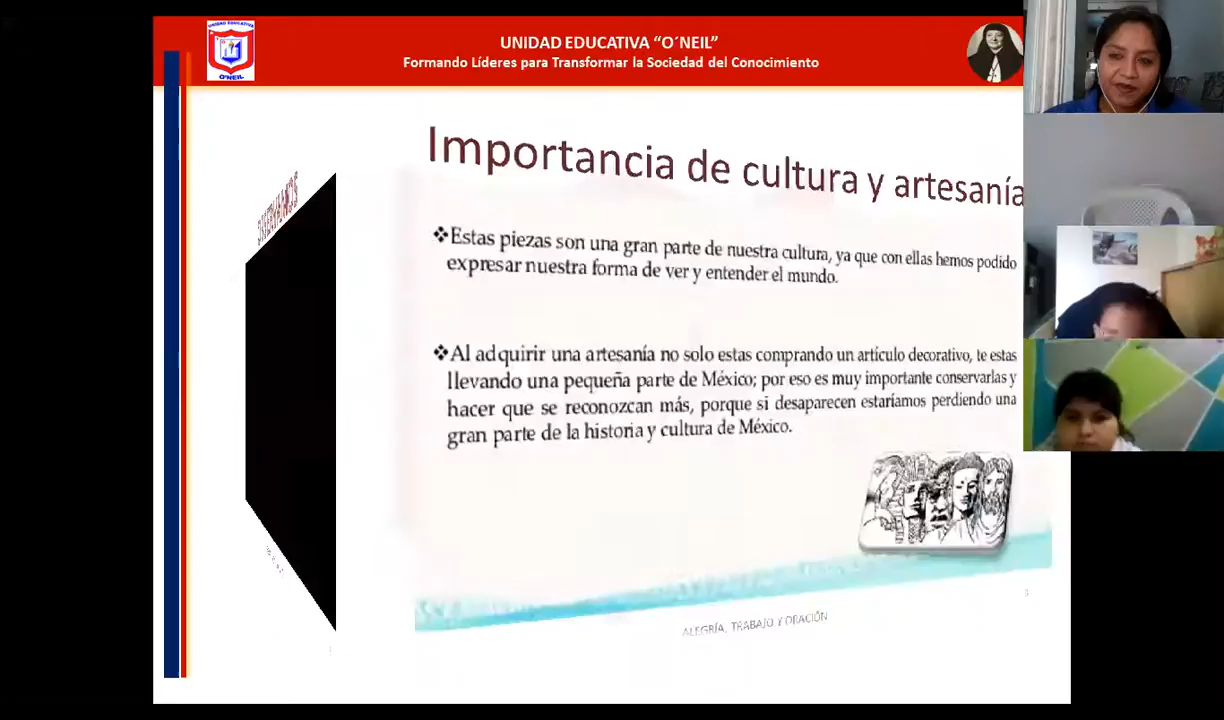 UNIDAD EDUCATIVA
O´NEIL
UNIDAD EDUCATIVA “O´NEIL”
Formando Líderes para Transformar la Sociedad del Conocimiento
Importancia de cultura y artesanía
❖Estas piezas son una gran parte de nuestra cultura, ya que con ellas hemos podido
expresar nuestra forma de ver y entender el mundo.
❖Al adquirir una artesanía no solo estas comprando un artículo decorativo, te estas
llevando una pequeña parte de México; por eso es muy importante conservarlas y
hacer que se reconozcan más, porque si desaparecen estaríamos perdiendo una
gran parte de la historia y cultura de México.
ALEGRÍA, TRABAJO Y ORACIÓN